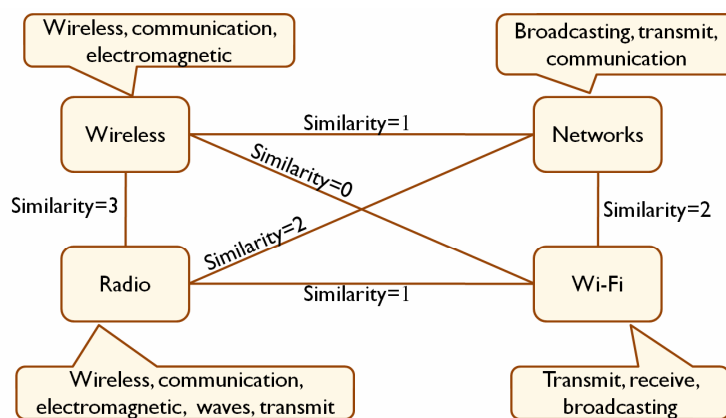 Wireless, communication,
electromagnetic
Broadcasting, transmit,
communication
Wireless
Similarity=1
Networks
Similarity=0
Similarity=3
Similarity=2
Similarity=2
Radio
Similarity=1
Wi-Fi
Wireless, communication,
electromagnetic, waves, transmit
Transmit, receive,
broadcasting